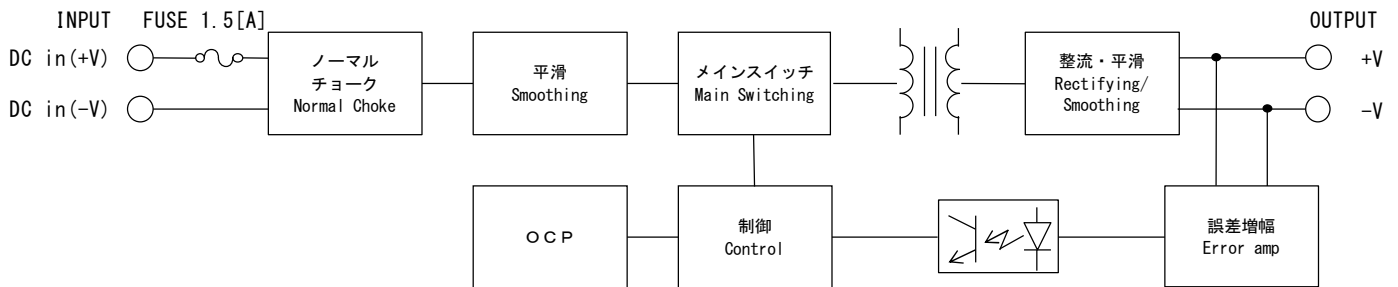 INPUT FUSE 1.5[A]
OUTPUT
DC in(+V)
ノーマル
チョーク
Normal Choke
平滑
Smoothing
メインスイッチ
Main Switching
整流・平滑
Rectifying/
Smoothing
+V
DC in(-V)
-V
ＯＣＰ
制御
Control
誤差増幅
Error amp